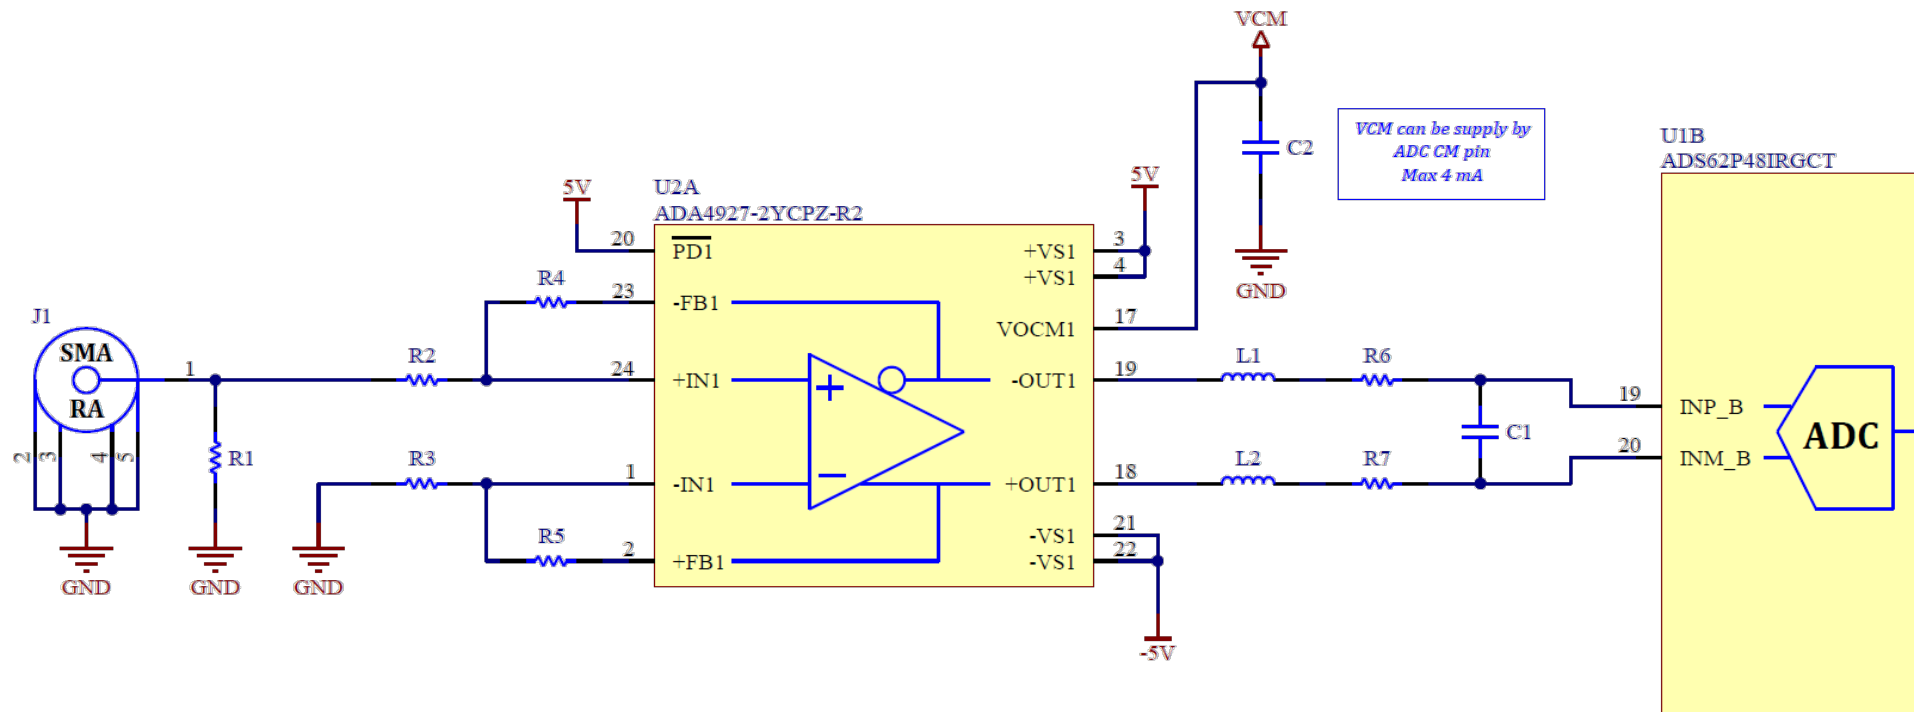 VCM
C2
GND
VCM can be supply by
ADC CM pin
Max 4 mA
U1B
ADS62P48IRGCT
5V
U2A
ADA4927-2YCPZ-R2
5V
20
PD1
+VS1
3
+VS1
4
R4
23
-FB1
VOCM1
17
J1
SMA
RA
1
R2
24
+IN1
-OUT1
19
L1
R6
19
INP_B
ADC
C1
R1
2
3
4
5
R3
1
-IN1
+OUT1
18
L2
R7
20
INM_B
R5
2
+FB1
-VS1
21
-VS1
22
GND
GND
GND
-5V